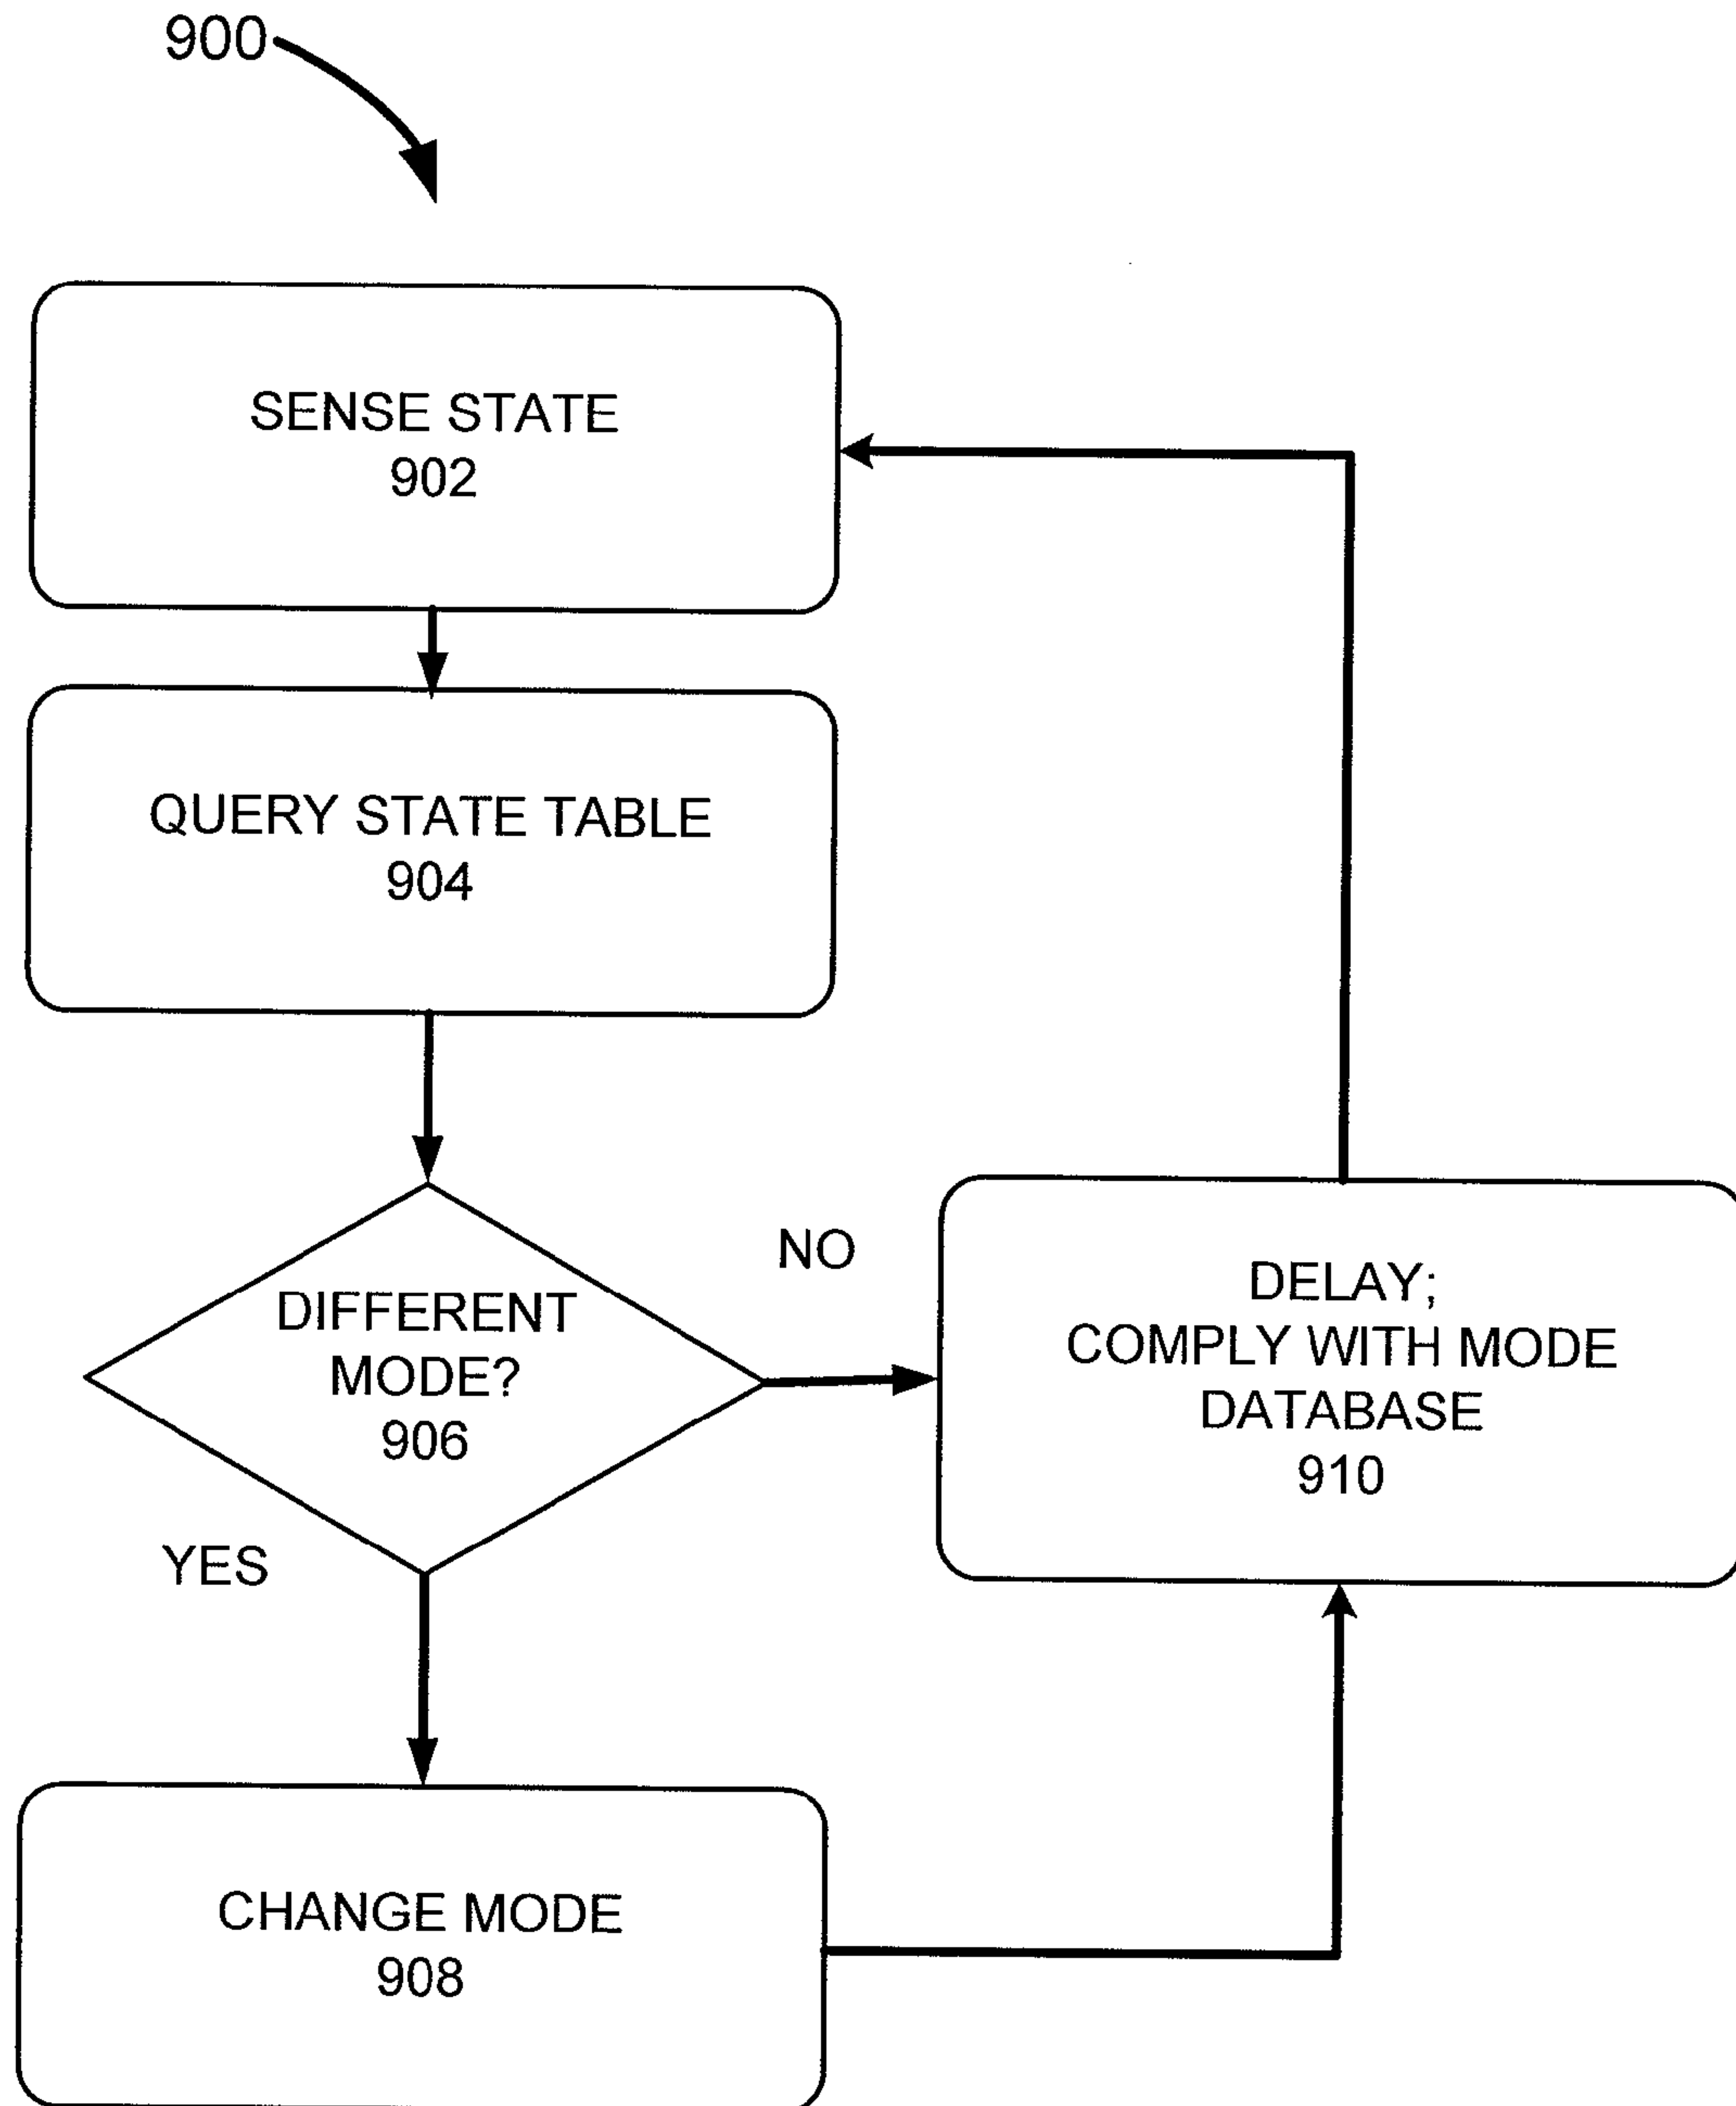 900
SENSE STATE
902
QUERY STATE TABLE
904
DIFFERENT
MODE?
906
NO
DELAY;
COMPLY WITH MODE
DATABASE
910
YES
CHANGE MODE
908